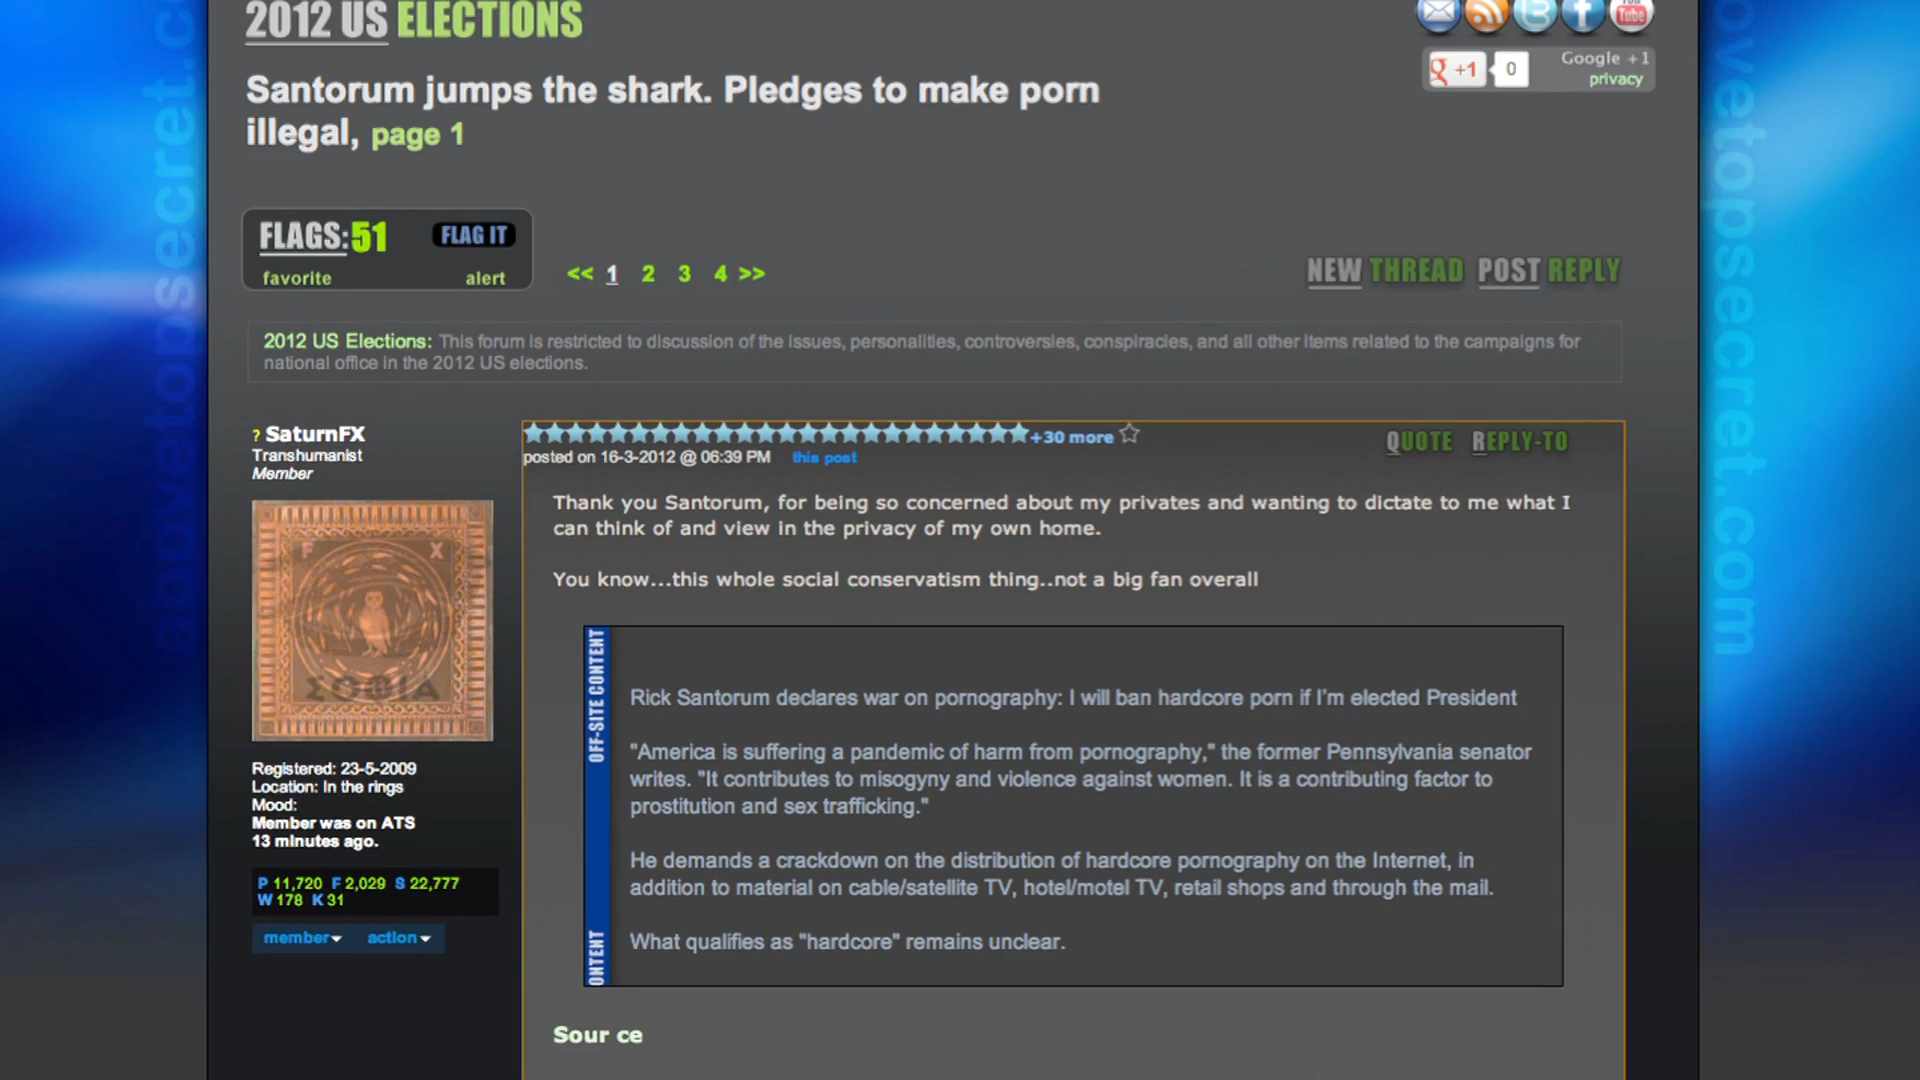 2012 US ELECTIONS
Santorum jumps the shark. Pledges to make porn
illegal, page 1
You
Tube
g +1
0
Google +1
privacy
FLAGS:51
FLAG IT
favorite
alert
<< 1 2 3 4 >>
NEW THREAD POST REPLY
2012 US Elections: This forum is restricted to discussion of the issues, personalities, controversies, conspiracies, and all other items related to the campaigns for
national office in the 2012 US elections.
? SaturnFX
Transhumanist
Member
F X
ΣΟΦΙΑ
Registered: 23-5-2009
Location: In the rings
Mood:
Member was on ATS
13 minutes ago.
P 11,720 F 2,029 S 22,777
W 178 K 31
member
action
+30 more
posted on 16-3-2012 @ 06:39 PM this post
QUOTE REPLY-TO
Thank you Santorum, for being so concerned about my privates and wanting to dictate to me what I
can think of and view in the privacy of my own home.
You know...this whole social conservatism thing..not a big fan overall
OFF-SITE CONTENT
Rick Santorum declares war on pornography: I will ban hardcore porn if I'm elected President
"America is suffering a pandemic of harm from pornography," the former Pennsylvania senator
writes. "It contributes to misogyny and violence against women. It is a contributing factor to
prostitution and sex trafficking."
He demands a crackdown on the distribution of hardcore pornography on the Internet, in
addition to material on cable/satellite TV, hotel/motel TV, retail shops and through the mail.
What qualifies as "hardcore" remains unclear.
ONTENT
Sour ce
abovetopsecret.co
ovetopsecret.com